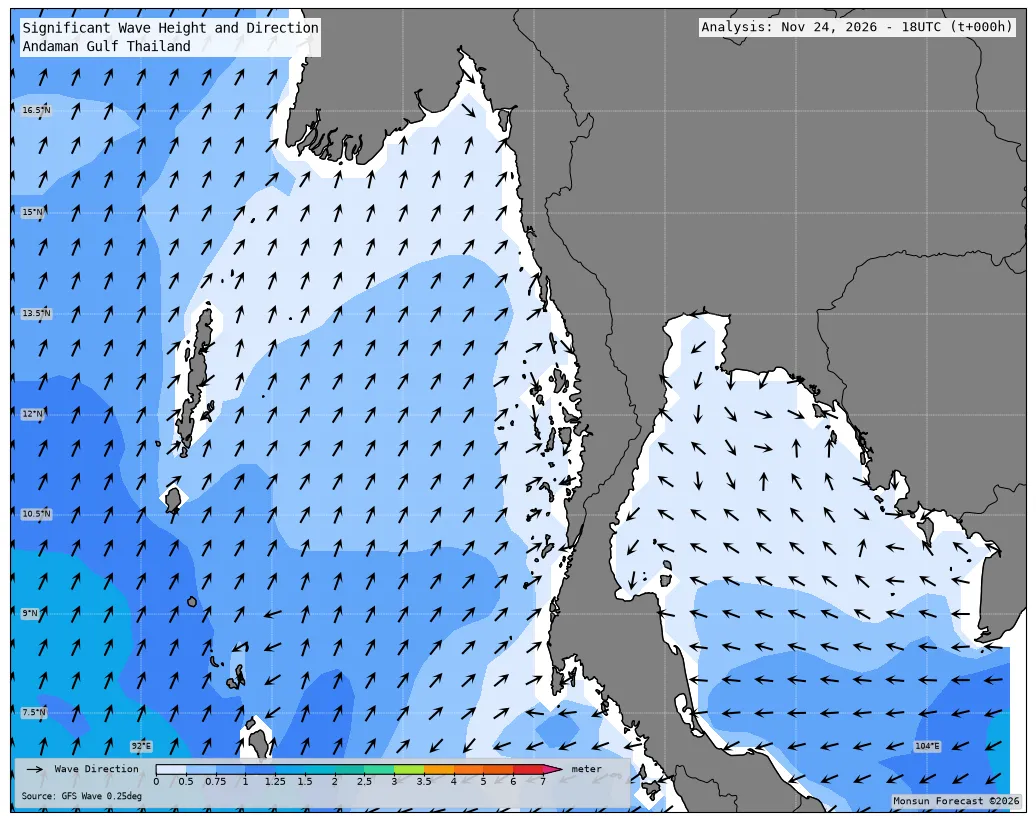 Significant Wave Height and Direction
Andaman Gulf Thailand
Analysis: Nov 24, 2026 - 18UTC (t+000h)
16.5°N
15°N
13.5°N
12°N
10.5°N
9°N
7.5°N
92°E
104°E
Wave Direction
0.5 0.75 1 1.25 1.5 2 2.5 3 3.5 4 5 6 7
meter
Source: GFS Wave 0.25deg
Monsun Forecast ©2026